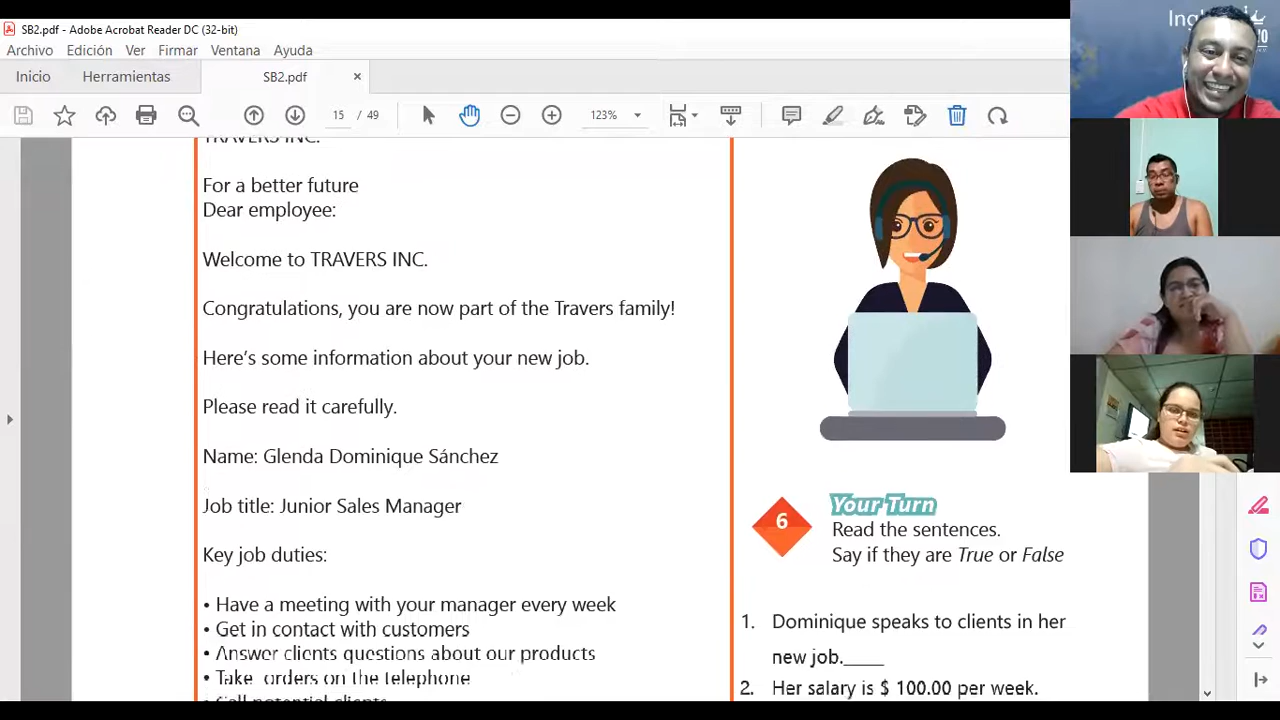 SB2.pdf - Adobe Acrobat Reader DC (32-bit)
Archivo Edición Ver Firmar Ventana Ayuda
Inicio Herramientas SB2.pdf ×
15 / 49 123%
TRAVERS INC.
For a better future
Dear employee:
Welcome to TRAVERS INC.
Congratulations, you are now part of the Travers family!
Here's some information about your new job.
Please read it carefully.
Name: Glenda Dominique Sánchez
Job title: Junior Sales Manager
Key job duties:
• Have a meeting with your manager every week
• Get in contact with customers
• Answer clients questions about our products
• Take orders on the telephone
• Call potential clients
6 Your Turn
Read the sentences.
Say if they are True or False
1. Dominique speaks to clients in her
new job.____
2. Her salary is $ 100.00 per week.